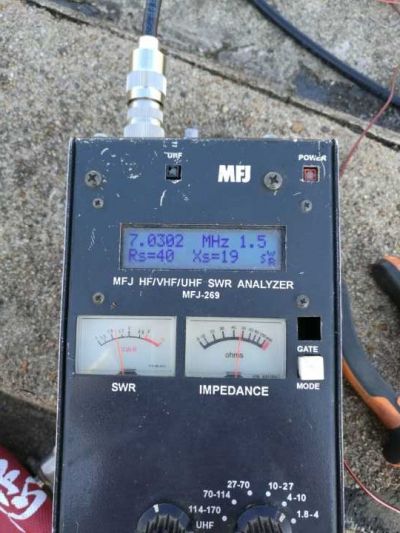 UHF
MFJ
POWER
7.0302 MHz 1.5
Rs=40 Xs=19 SWR
MFJ HF/VHF/UHF SWR ANALYZER
MFJ-269
SWR
ohms
GATE
SWR
IMPEDANCE
MODE
27-70
10-27
70-114
4-10
114-170
1.8-4
UHF